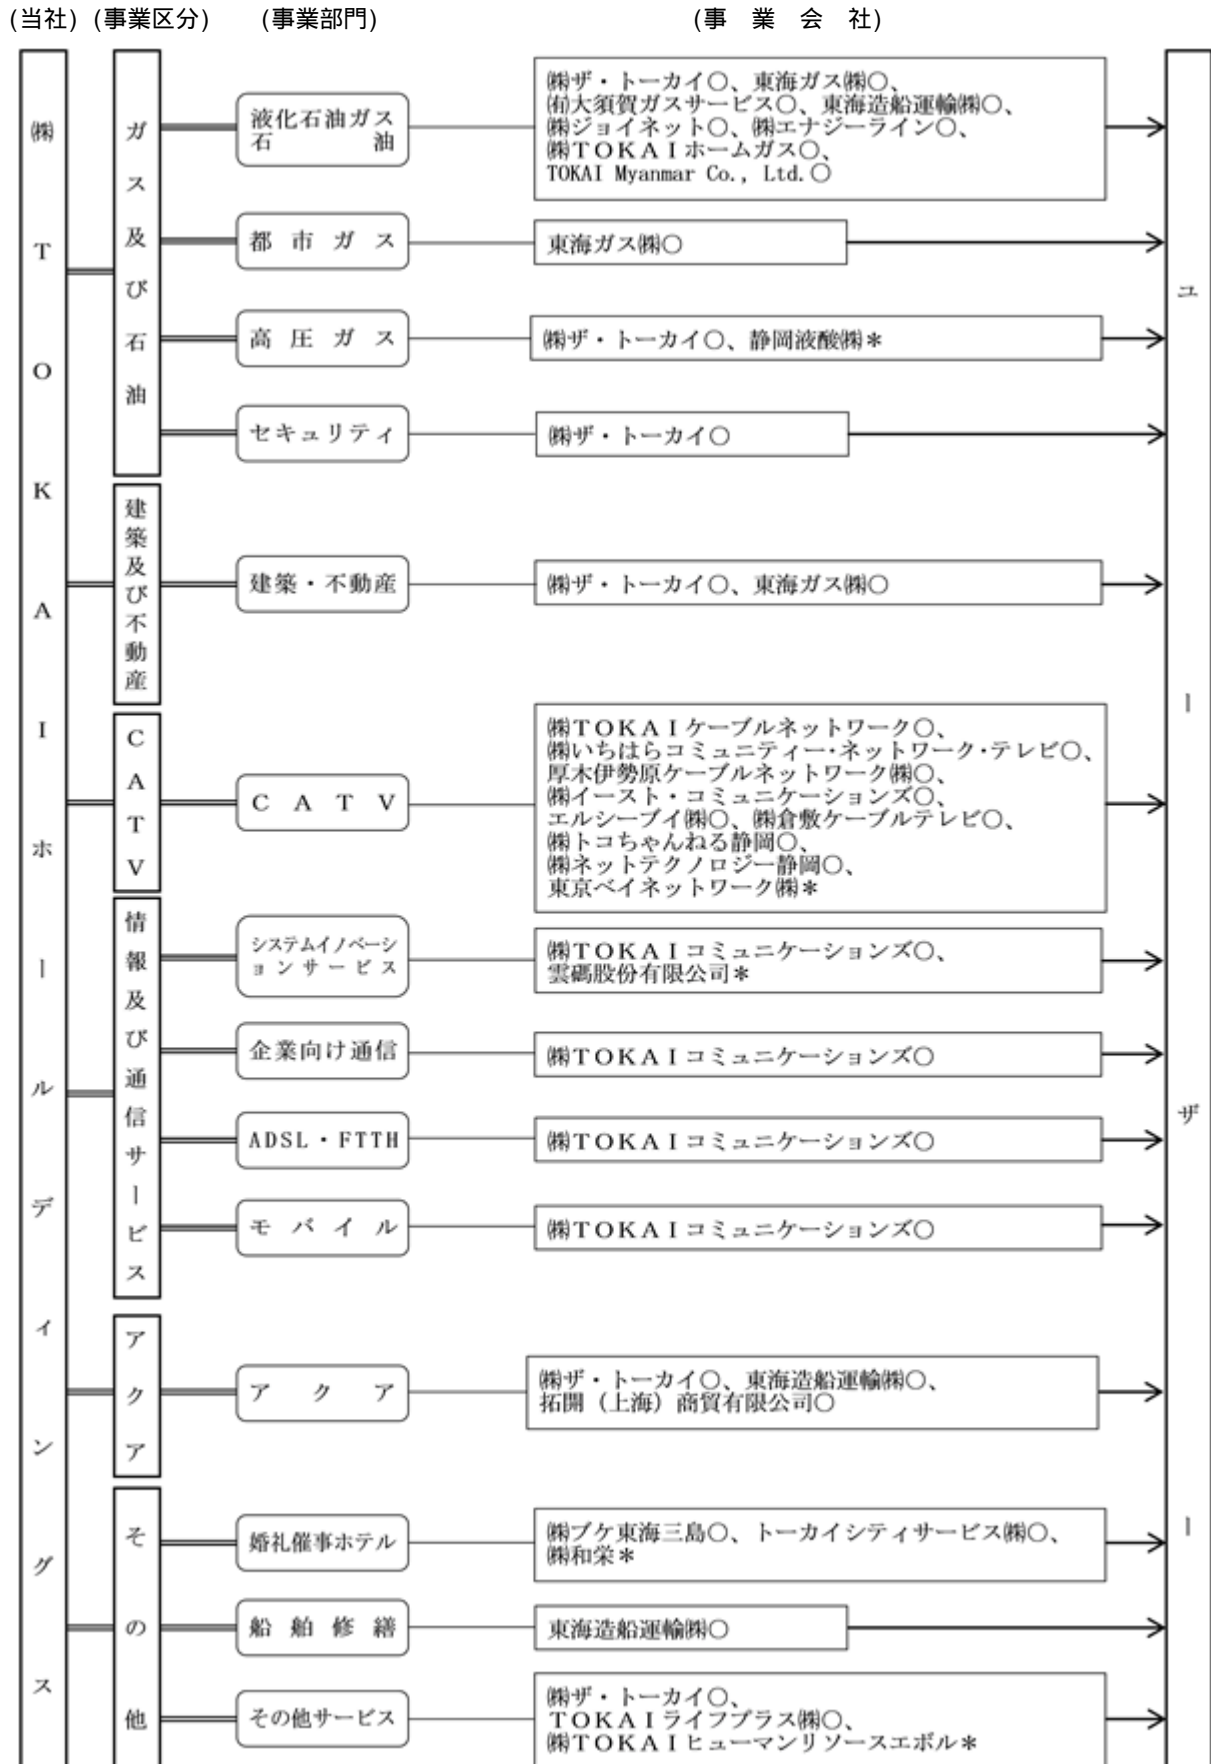 (当社) (事業区分) (事業部門) (事 業 会 社)
㈱TOKAIホールディングス
ガス及び石油
液化石油ガス
石油
㈱ザ・トーカイ○、東海ガス㈱○、
㈲大須賀ガスサービス○、東海造船運輸㈱○、
㈱ジョイネット○、㈱エナジーライン○、
㈱TOKAIホームガス○、
TOKAI Myanmar Co., Ltd.○
都市ガス
東海ガス㈱○
高圧ガス
㈱ザ・トーカイ○、静岡液酸㈱＊
セキュリティ
㈱ザ・トーカイ○
建築及び不動産
建築・不動産
㈱ザ・トーカイ○、東海ガス㈱○
CATV
CATV
㈱TOKAIケーブルネットワーク○、
㈱いちはらコミュニティー・ネットワーク・テレビ○、
厚木伊勢原ケーブルネットワーク㈱○、
㈱イースト・コミュニケーションズ○、
エルシーブイ㈱○、㈱倉敷ケーブルテレビ○、
㈱トコちゃんねる静岡○、
㈱ネットテクノロジー静岡○、
東京ベイネットワーク㈱＊
情報及び通信サービス
システムイノベーシ
ョンサービス
㈱TOKAIコミュニケーションズ○、
雲碼股份有限公司＊
企業向け通信
㈱TOKAIコミュニケーションズ○
ADSL・FTTH
㈱TOKAIコミュニケーションズ○
モバイル
㈱TOKAIコミュニケーションズ○
アクア
アクア
㈱ザ・トーカイ○、東海造船運輸㈱○、
拓開（上海）商貿有限公司○
その他
婚礼催事ホテル
㈱ブケ東海三島○、トーカイシティサービス㈱○、
㈱和栄＊
船舶修繕
東海造船運輸㈱○
その他サービス
㈱ザ・トーカイ○、
TOKAIライフプラス㈱○、
㈱TOKAIヒューマンリソースエボル＊
ユーザー